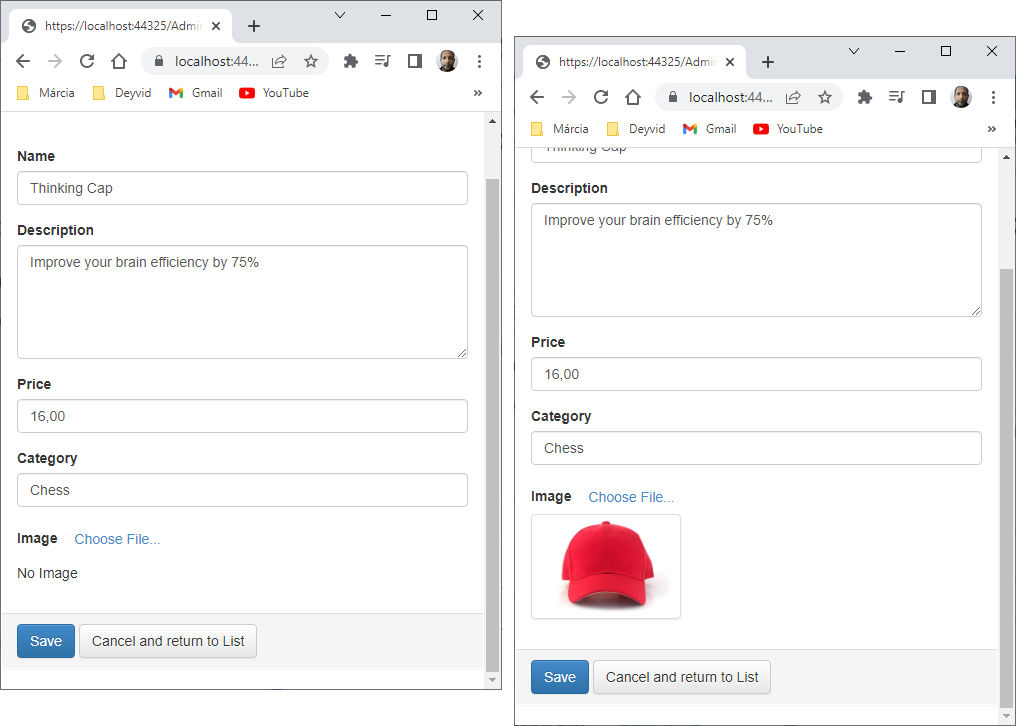 https://localhost:44325/Admin
localhost:44...
Márcia
Deyvid
Gmail
YouTube
»
Name
Thinking Cap
Description
Improve your brain efficiency by 75%
Price
16,00
Category
Chess
Image Choose File...
No Image
Save Cancel and return to List
https://localhost:44325/Admin
localhost:44...
Márcia
Deyvid
Gmail
YouTube
»
Thinking Cap
Description
Improve your brain efficiency by 75%
Price
16,00
Category
Chess
Image Choose File...
Save Cancel and return to List